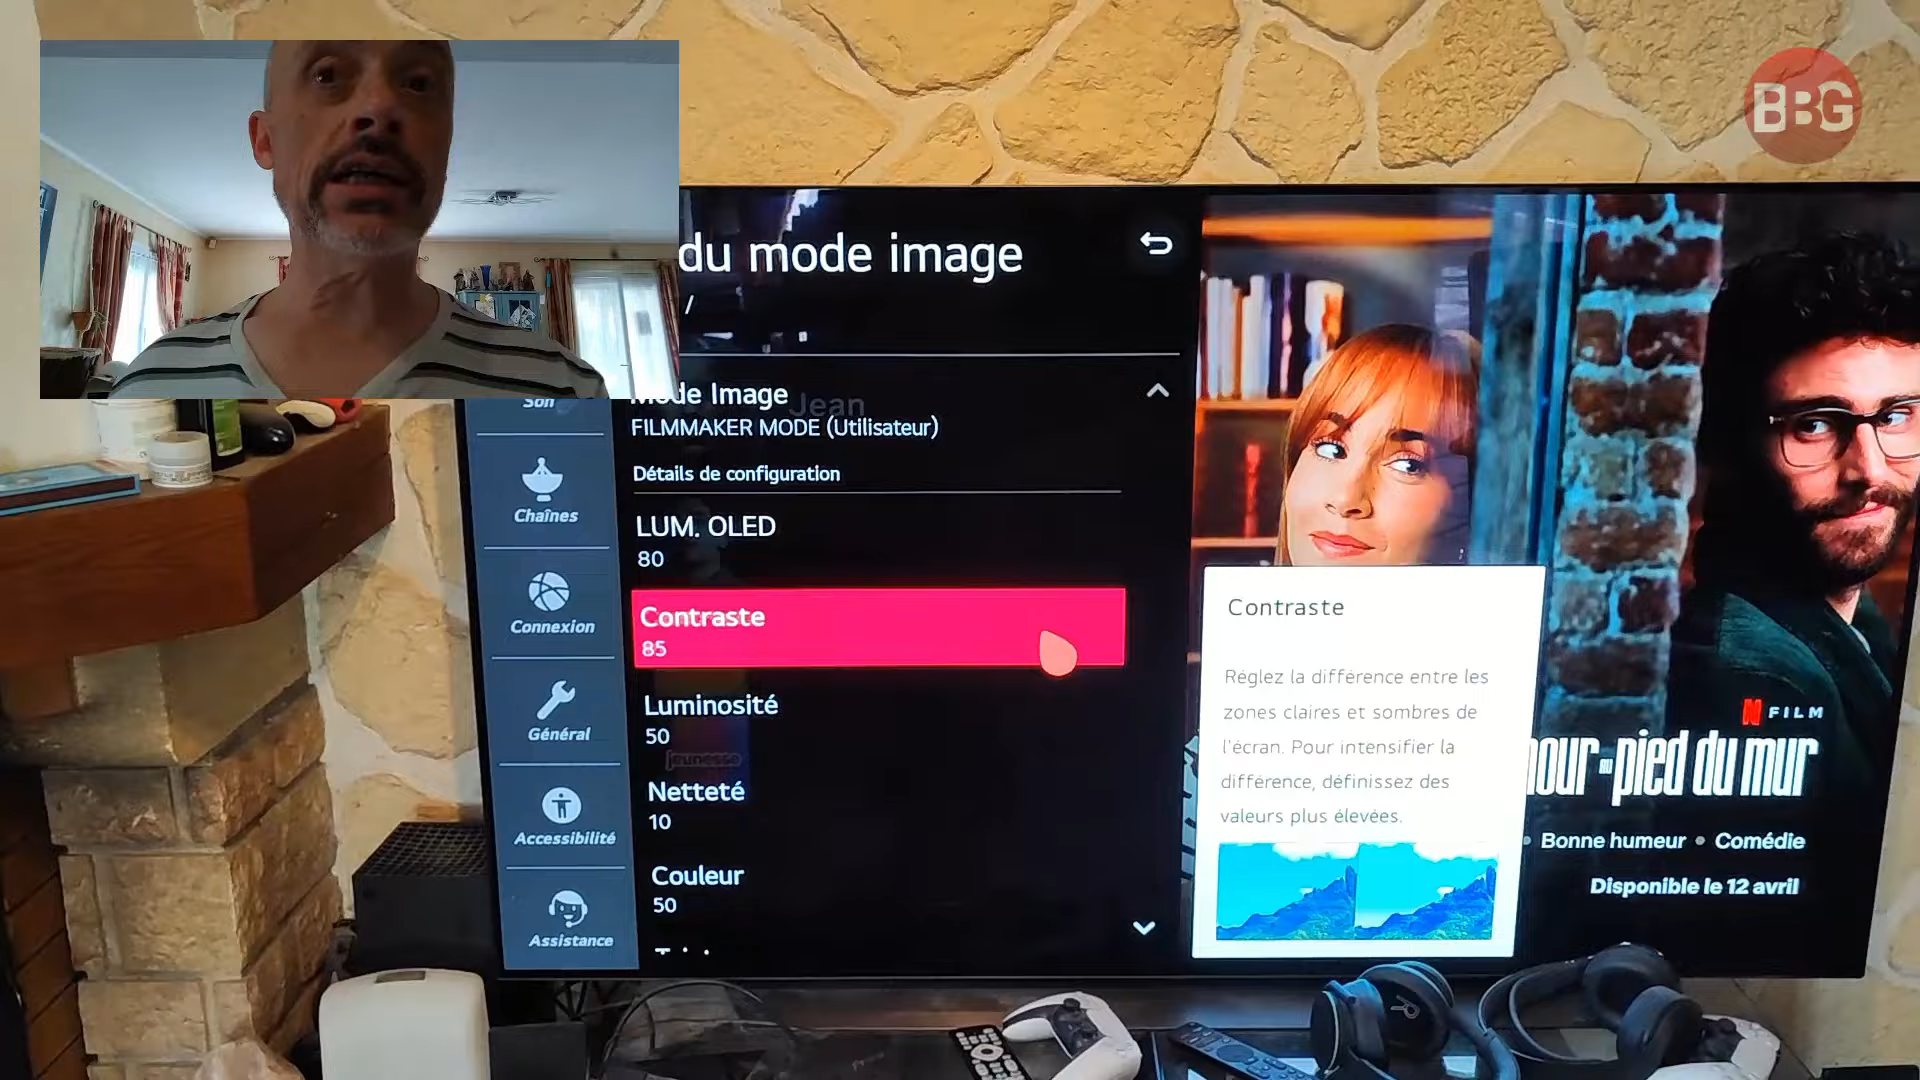 BBG
du mode image
/
Mode Image
Jean
FILMMAKER MODE (Utilisateur)
Détails de configuration
LUM. OLED
80
Contraste
85
Luminosité
50
jeunesse
Netteté
10
Couleur
50
Son
Chaînes
Connexion
Général
Accessibilité
Assistance
Contraste
Réglez la différence entre les
zones claires et sombres de
l'écran. Pour intensifier la
différence, définissez des
valeurs plus élevées.
N FILM
au pied du mur
Bonne humeur • Comédie
Disponible le 12 avril